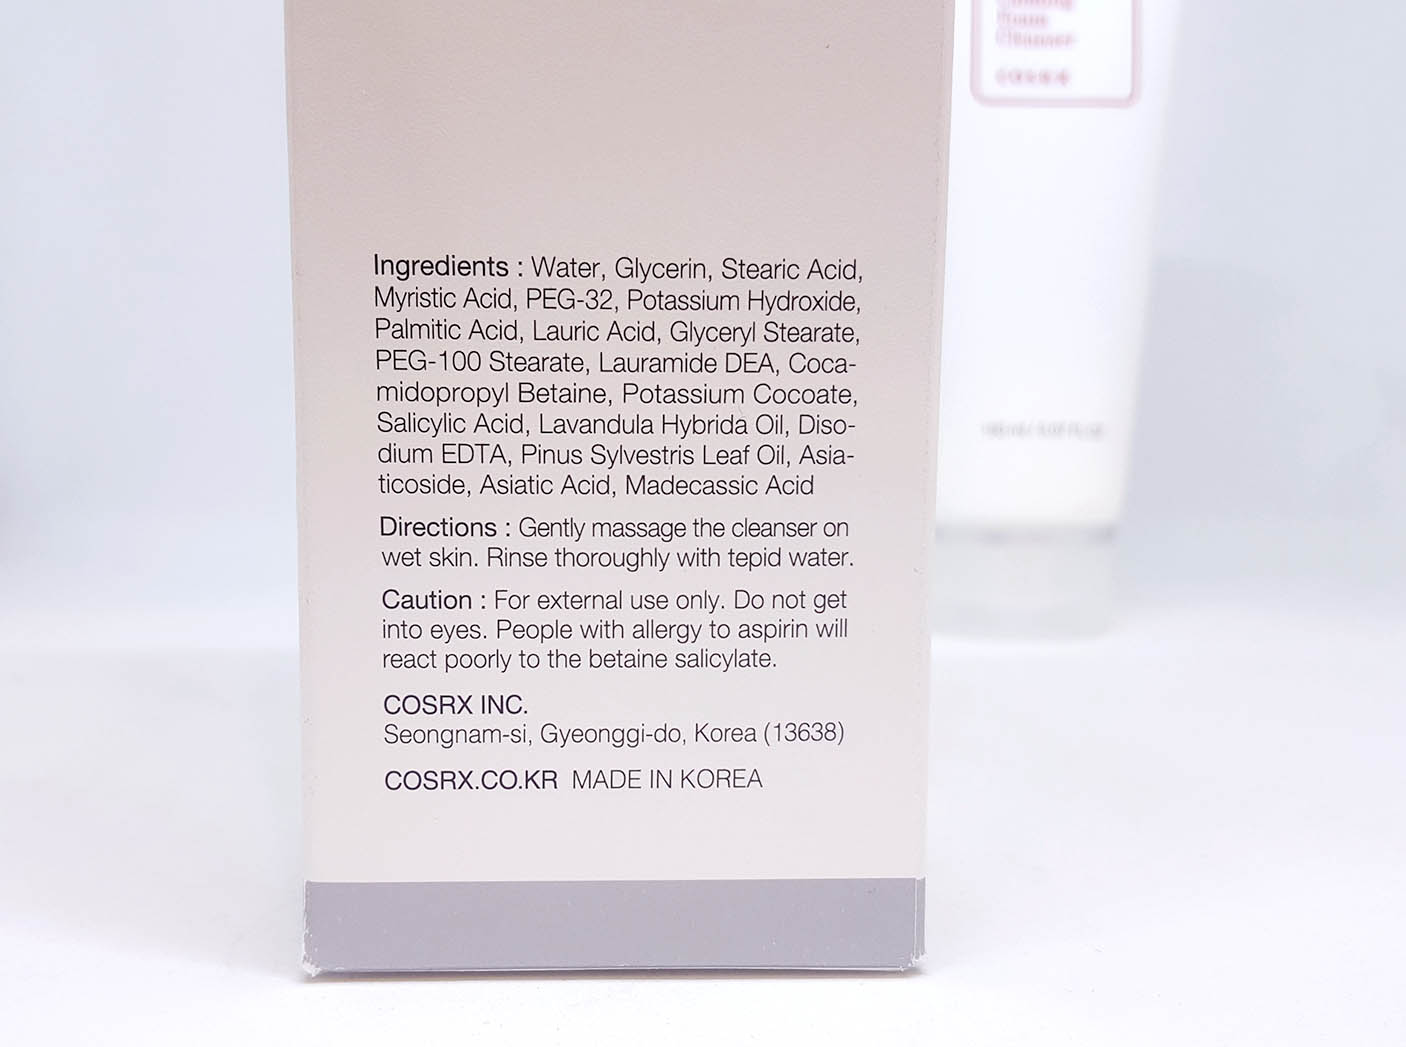 Ingredients : Water, Glycerin, Stearic Acid,
Myristic Acid, PEG-32, Potassium Hydroxide,
Palmitic Acid, Lauric Acid, Glyceryl Stearate,
PEG-100 Stearate, Lauramide DEA, Coca-
midopropyl Betaine, Potassium Cocoate,
Salicylic Acid, Lavandula Hybrida Oil, Diso-
dium EDTA, Pinus Sylvestris Leaf Oil, Asia-
ticoside, Asiatic Acid, Madecassic Acid
Directions : Gently massage the cleanser on
wet skin. Rinse thoroughly with tepid water.
Caution : For external use only. Do not get
into eyes. People with allergy to aspirin will
react poorly to the betaine salicylate.
COSRX INC.
Seongnam-si, Gyeonggi-do, Korea (13638)
COSRX.CO.KR MADE IN KOREA
Foam
Cleanser
COSRX